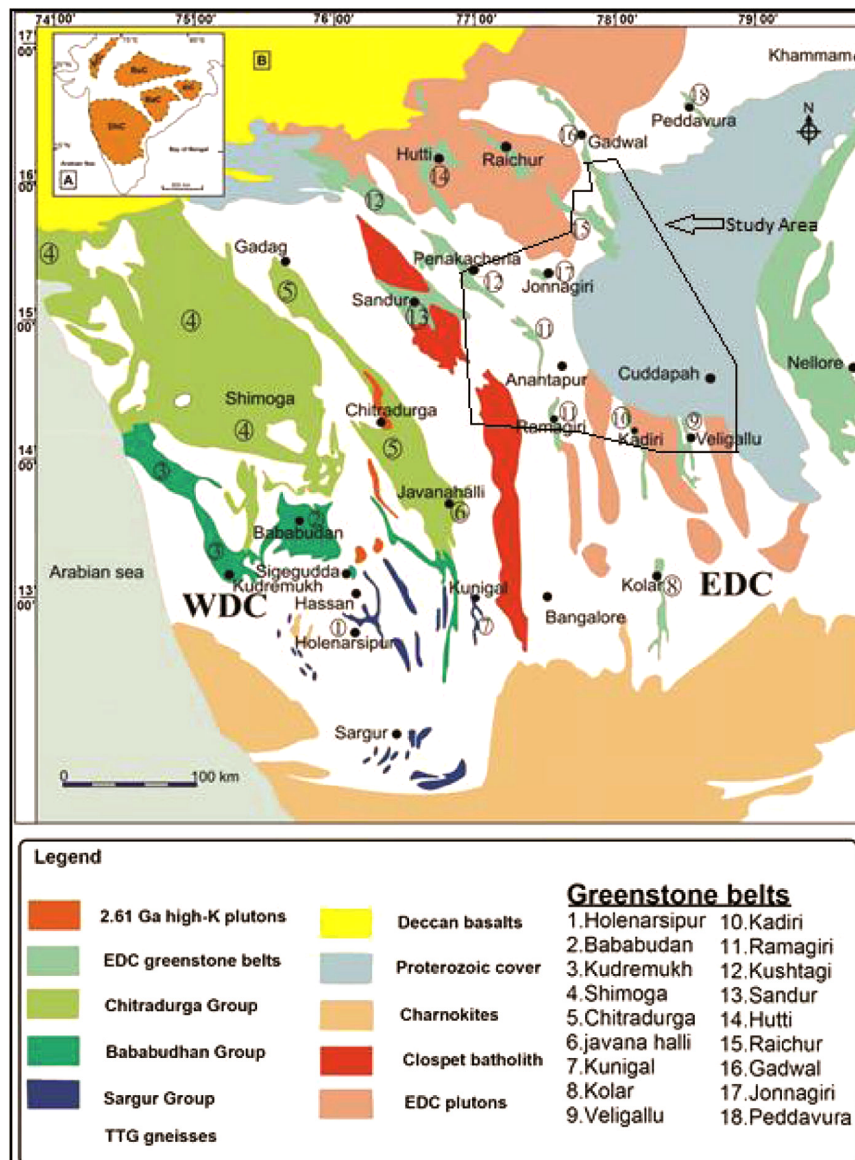 74°00' 75°00' 76°00' 77°00' 78°00' 79°00'
17°
00'
B
Khammam
18
Peddavura
N
Bay of Bengal
Arabian Sea
A
16
Gadwal
Hutti
Raichur
14
16°
00'
12
15
Study Area
4
Gadag
Penakacherla
12
17
Jonnagiri
5
Sandur
13
15°
00'
4
11
Anantapur
Cuddapah
Nellore
Shimoga
Chitradurga
4
11
Ramagiri
10
Kadiri
9
Veligallu
14°
00'
5
3
Javanahalli
6
2
Bababudan
Arabian sea
3
Kudremukh
Sigegudda
Kunigal
Kolar
8
EDC
13°
00'
WDC
Hassan
Bangalore
1
Holenarsipur
7
Sargur
0 100 km
Legend
2.61 Ga high-K plutons
EDC greenstone belts
Chitradurga Group
Bababudhan Group
Sargur Group
TTG gneisses
Deccan basalts
Proterozoic cover
Charnokites
Clospet batholith
EDC plutons
Greenstone belts
1.Holenarsipur
2.Bababudan
3.Kudremukh
4.Shimoga
5.Chitradurga
6.javana halli
7.Kunigal
8.Kolar
9.Veligallu
10.Kadiri
11.Ramagiri
12.Kushtagi
13.Sandur
14.Hutti
15.Raichur
16.Gadwal
17.Jonnagiri
18.Peddavura